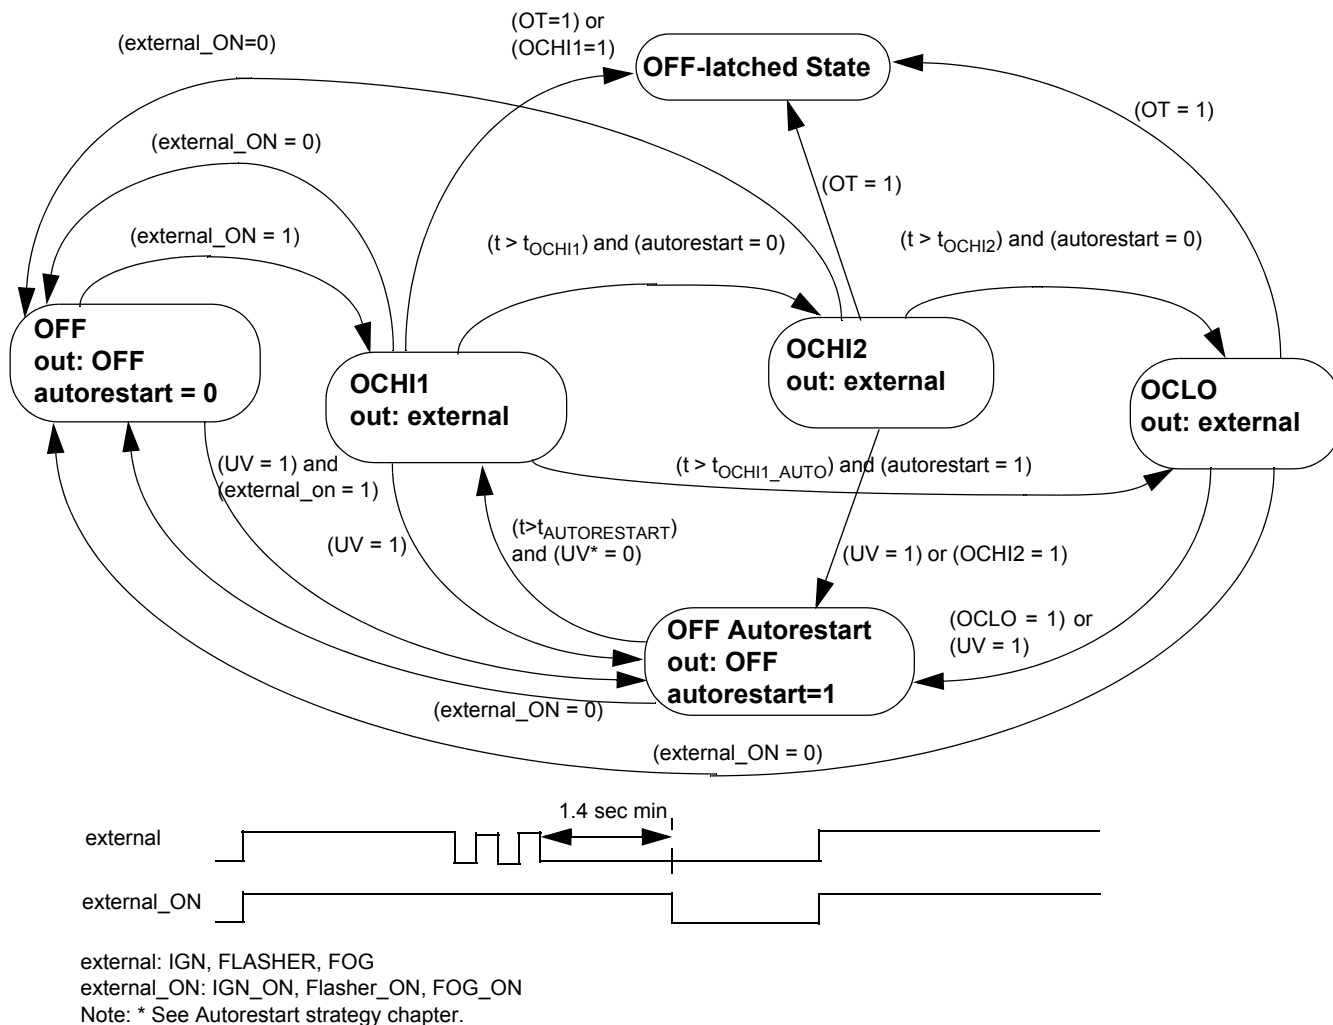 (external_ON=0)
(OT=1) or
(OCHI1=1)
OFF-latched State
(OT = 1)
(external_ON = 0)
(OT = 1)
(external_ON = 1)
(t > tOCHI1) and (autorestart = 0)
(t > tOCHI2) and (autorestart = 0)
OFF
out: OFF
autorestart = 0
OCHI1
out: external
OCHI2
out: external
OCLO
out: external
(UV = 1) and
(external_on = 1)
(t > tOCHI1_AUTO) and (autorestart = 1)
(UV = 1)
(t>tAUTORESTART)
and (UV* = 0)
(UV = 1) or (OCHI2 = 1)
OFF Autorestart
out: OFF
autorestart=1
(OCLO = 1) or
(UV = 1)
(external_ON = 0)
(external_ON = 0)
1.4 sec min
external
external_ON
external: IGN, FLASHER, FOG
external_ON: IGN_ON, Flasher_ON, FOG_ON
Note: * See Autorestart strategy chapter.